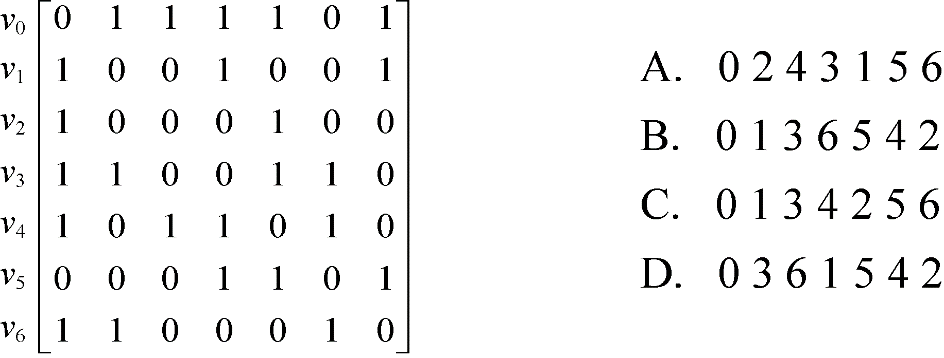 v0 0 1 1 1 1 0 1
v1 1 0 0 1 0 0 1
v2 1 0 0 0 1 0 0
v3 1 1 0 0 1 1 0
v4 1 0 1 1 0 1 0
v5 0 0 0 1 1 0 1
v6 1 1 0 0 0 1 0
A. 0 2 4 3 1 5 6
B. 0 1 3 6 5 4 2
C. 0 1 3 4 2 5 6
D. 0 3 6 1 5 4 2